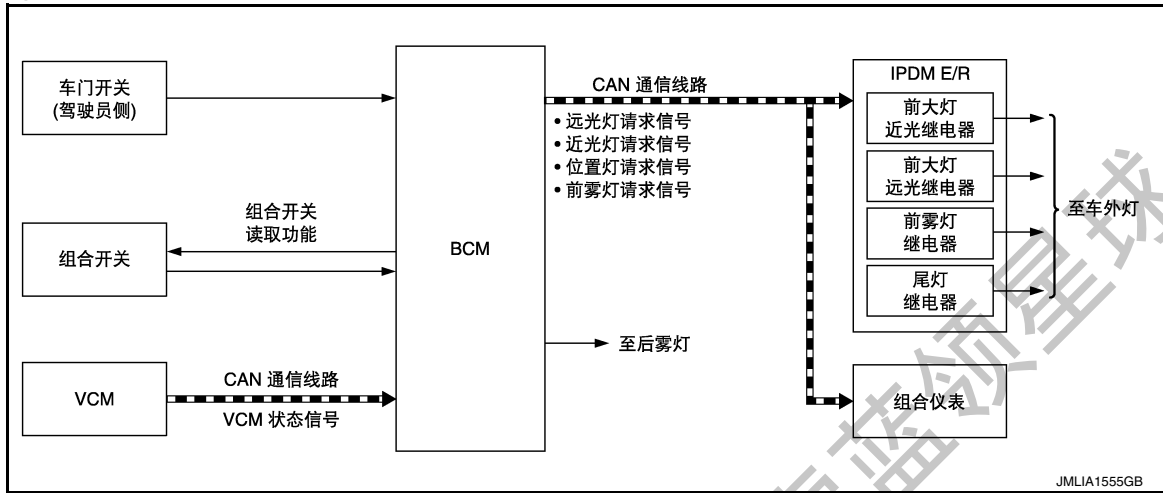 车门开关
(驾驶员侧)
组合开关
读取功能
组合开关
CAN 通信线路
VCM
VCM 状态信号
BCM
CAN 通信线路
• 远光灯请求信号
• 近光灯请求信号
• 位置灯请求信号
• 前雾灯请求信号
至后雾灯
IPDM E/R
前大灯
近光继电器
前大灯
远光继电器
前雾灯
继电器
尾灯
继电器
至车外灯
组合仪表
JMLIA1555GB
蓝领星球